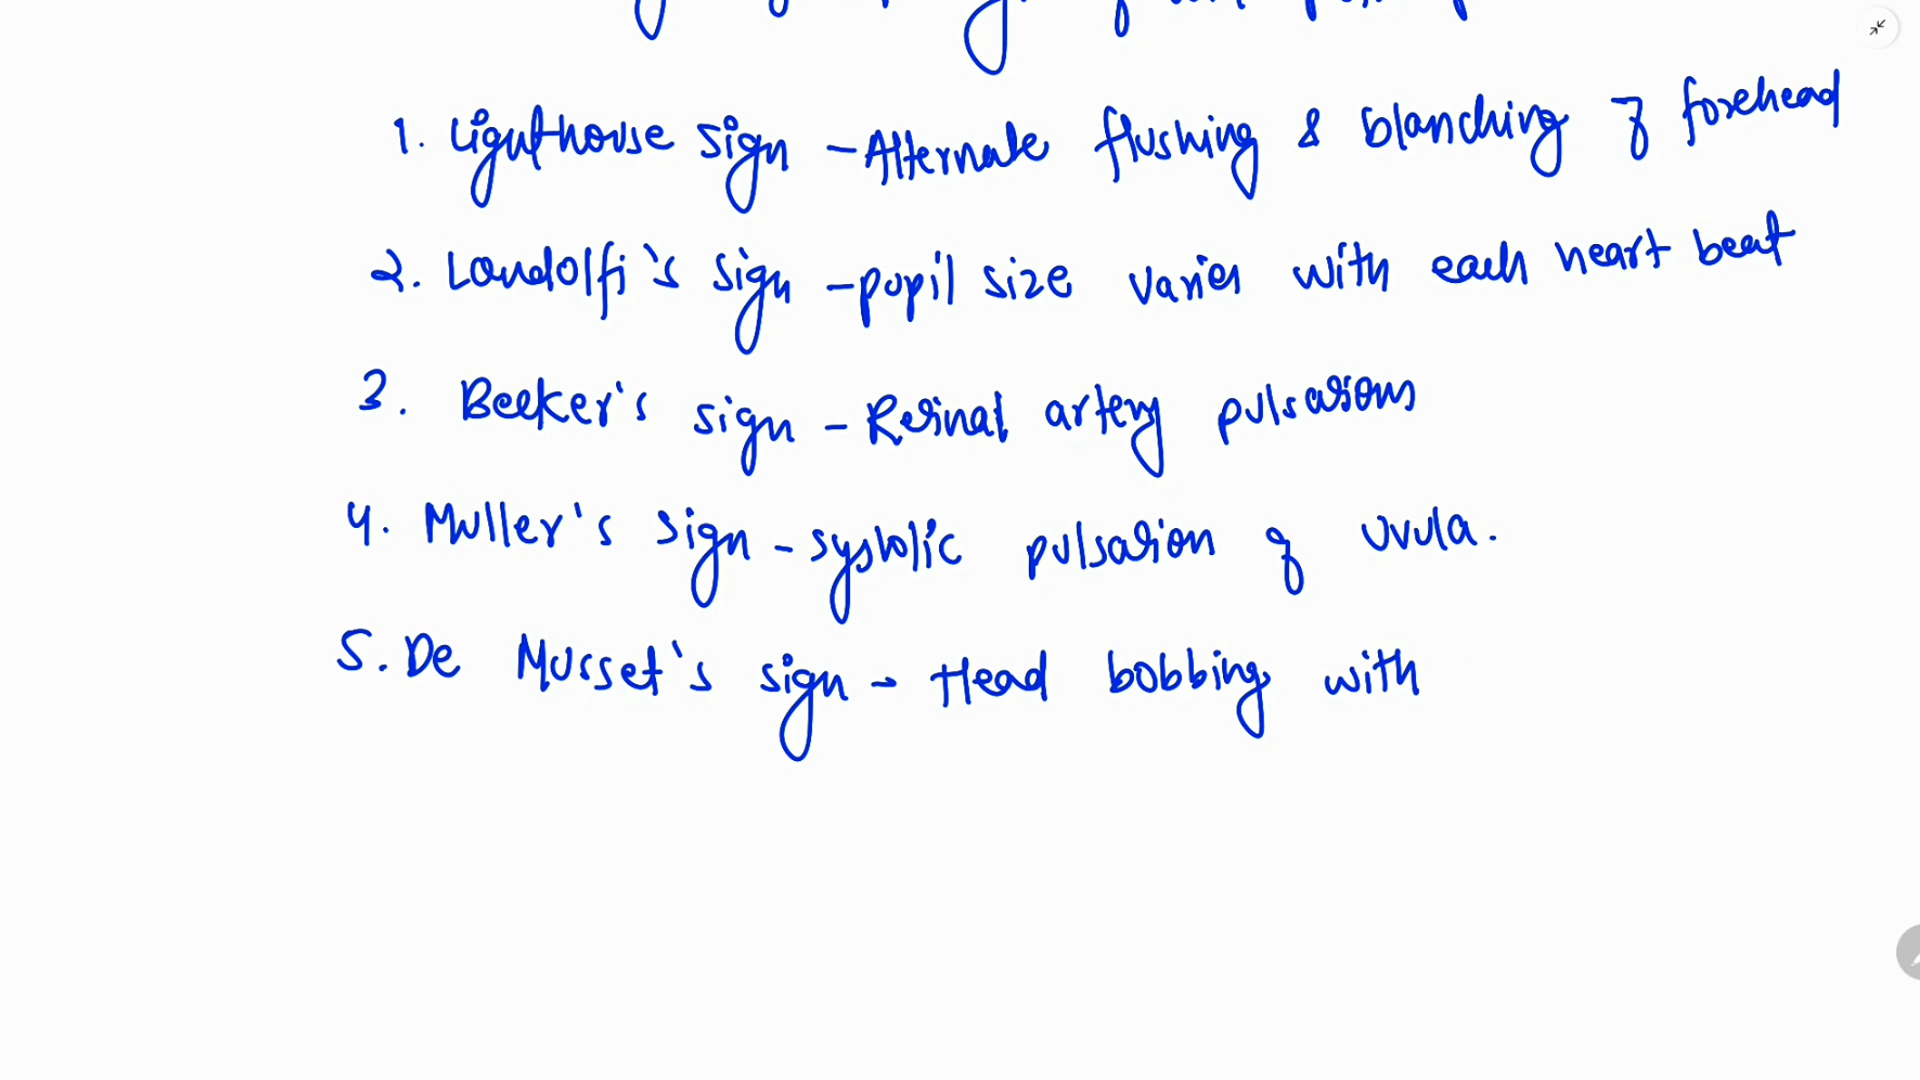 1. Lighthouse sign - Alternate flushing & blanching of forehead
2. Landolfi's sign - pupil size varies with each heart beat
3. Becker's sign - Retinal artery pulsations
4. Muller's sign - systolic pulsation of uvula.
5. De Musset's sign - Head bobbing with